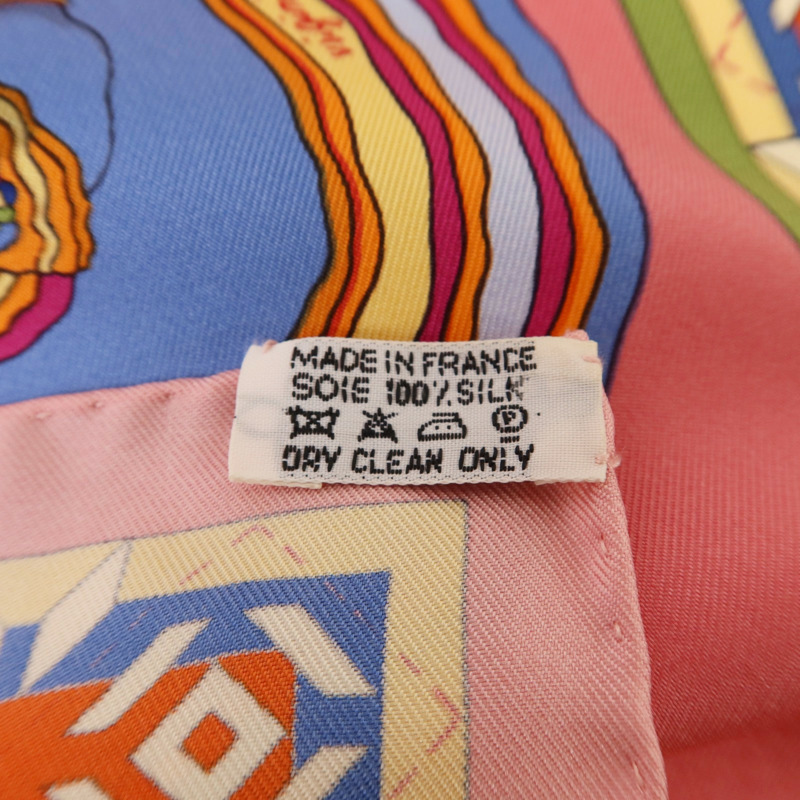 MADE IN FRANCE
SOIE 100% SILK
P
DRY CLEAN ONLY